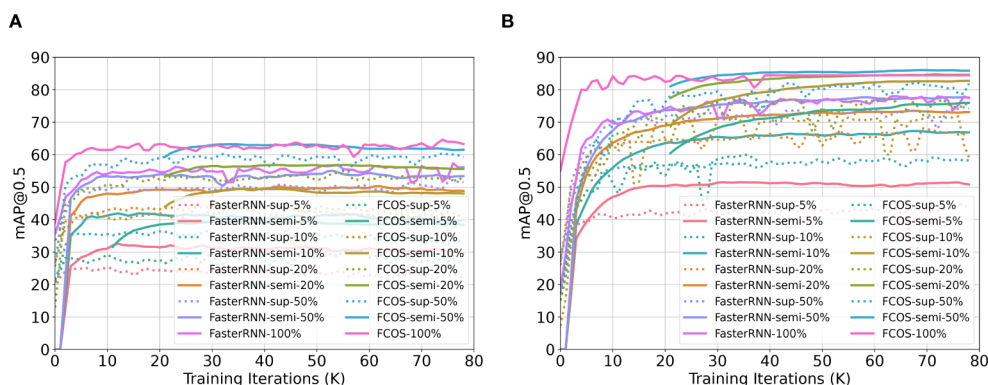 A
B
mAP@0.5
90
80
70
60
50
40
30
20
10
0
FasterRNN-sup-5%
FasterRNN-semi-5%
FasterRNN-sup-10%
FasterRNN-semi-10%
FasterRNN-sup-20%
FasterRNN-semi-20%
FasterRNN-sup-50%
FasterRNN-semi-50%
FasterRNN-100%
FCOS-sup-5%
FCOS-semi-5%
FCOS-sup-10%
FCOS-semi-10%
FCOS-sup-20%
FCOS-semi-20%
FCOS-sup-50%
FCOS-semi-50%
FCOS-100%
0 10 20 30 40 50 60 70 80
Training Iterations (K)
mAP@0.5
90
80
70
60
50
40
30
20
10
0
FasterRNN-sup-5%
FasterRNN-semi-5%
FasterRNN-sup-10%
FasterRNN-semi-10%
FasterRNN-sup-20%
FasterRNN-semi-20%
FasterRNN-sup-50%
FasterRNN-semi-50%
FasterRNN-100%
FCOS-sup-5%
FCOS-semi-5%
FCOS-sup-10%
FCOS-semi-10%
FCOS-sup-20%
FCOS-semi-20%
FCOS-sup-50%
FCOS-semi-50%
FCOS-100%
0 10 20 30 40 50 60 70 80
Training Iterations (K)